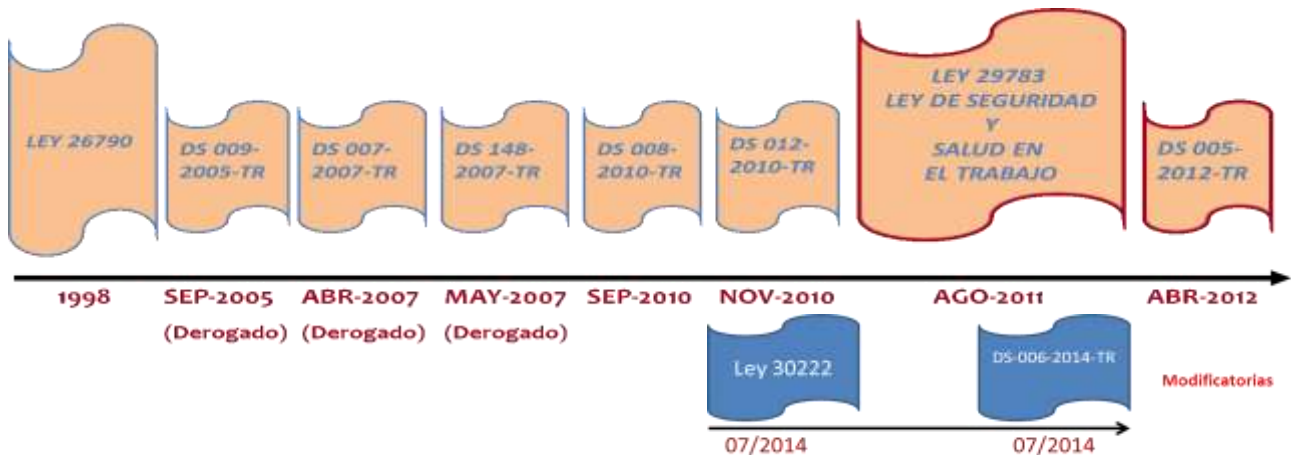 LEY 26790
DS 009-
2005-TR
DS 007-
2007-TR
DS 148-
2007-TR
DS 008-
2010-TR
DS 012-
2010-TR
LEY 29783
LEY DE SEGURIDAD
Y
SALUD EN
EL TRABAJO
DS 005-
2012-TR
1998
SEP-2005
(Derogado)
ABR-2007
(Derogado)
MAY-2007
(Derogado)
SEP-2010
NOV-2010
AGO-2011
ABR-2012
Ley 30222
DS-006-2014-TR
Modificatorias
07/2014
07/2014